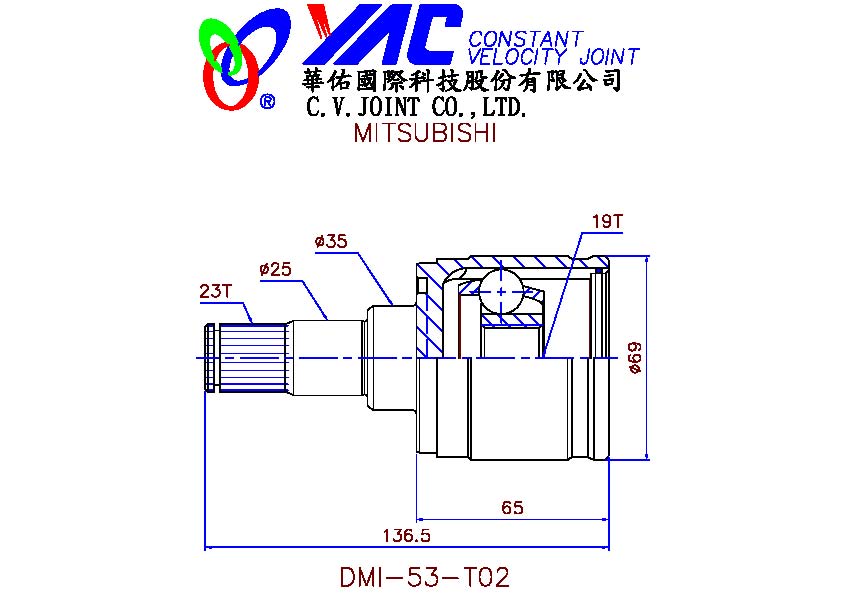 YAC CONSTANT
VELOCITY JOINT
華佑國際科技股份有限公司
®
C.V.JOINT CO.,LTD.
MITSUBISHI
19T
ø35
ø25
23T
ø69
65
136.5
DMI-53-T02